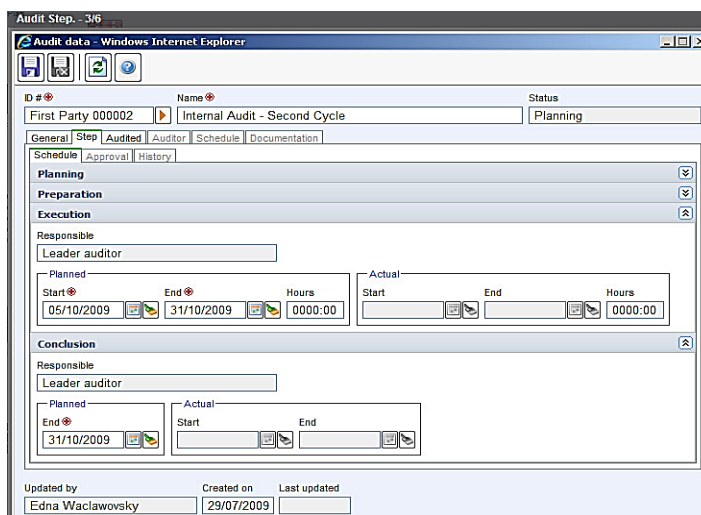 Audit Step. - 3/6
Audit data - Windows Internet Explorer
ID # Name Status
First Party 000002 Internal Audit - Second Cycle Planning
General Step Audited Auditor Schedule Documentation
Schedule Approval History
Planning
Preparation
Execution
Responsible
Leader auditor
Planned Actual
Start End Hours Start End Hours
05/10/2009 31/10/2009 0000:00 0000:00
Conclusion
Responsible
Leader auditor
Planned Actual
End Start End
31/10/2009
Updated by Created on Last updated
Edna Waclawovsky 29/07/2009